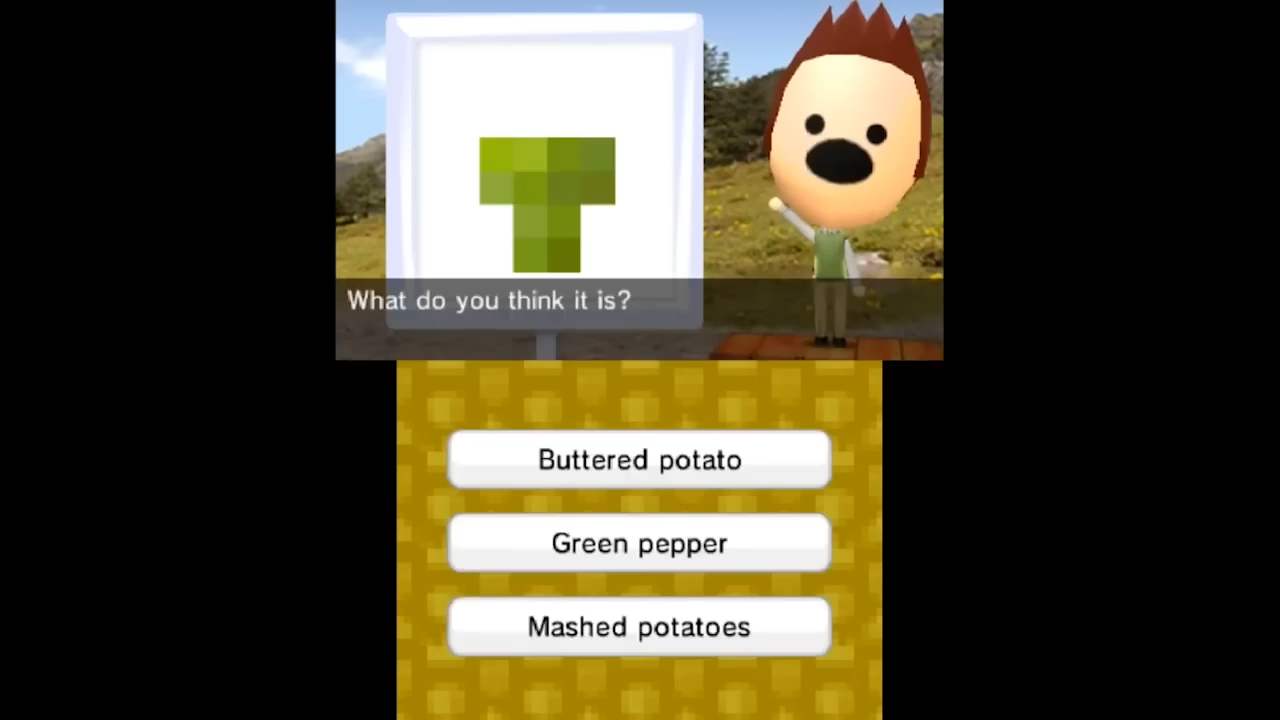 What do you think it is?
Buttered potato
Green pepper
Mashed potatoes